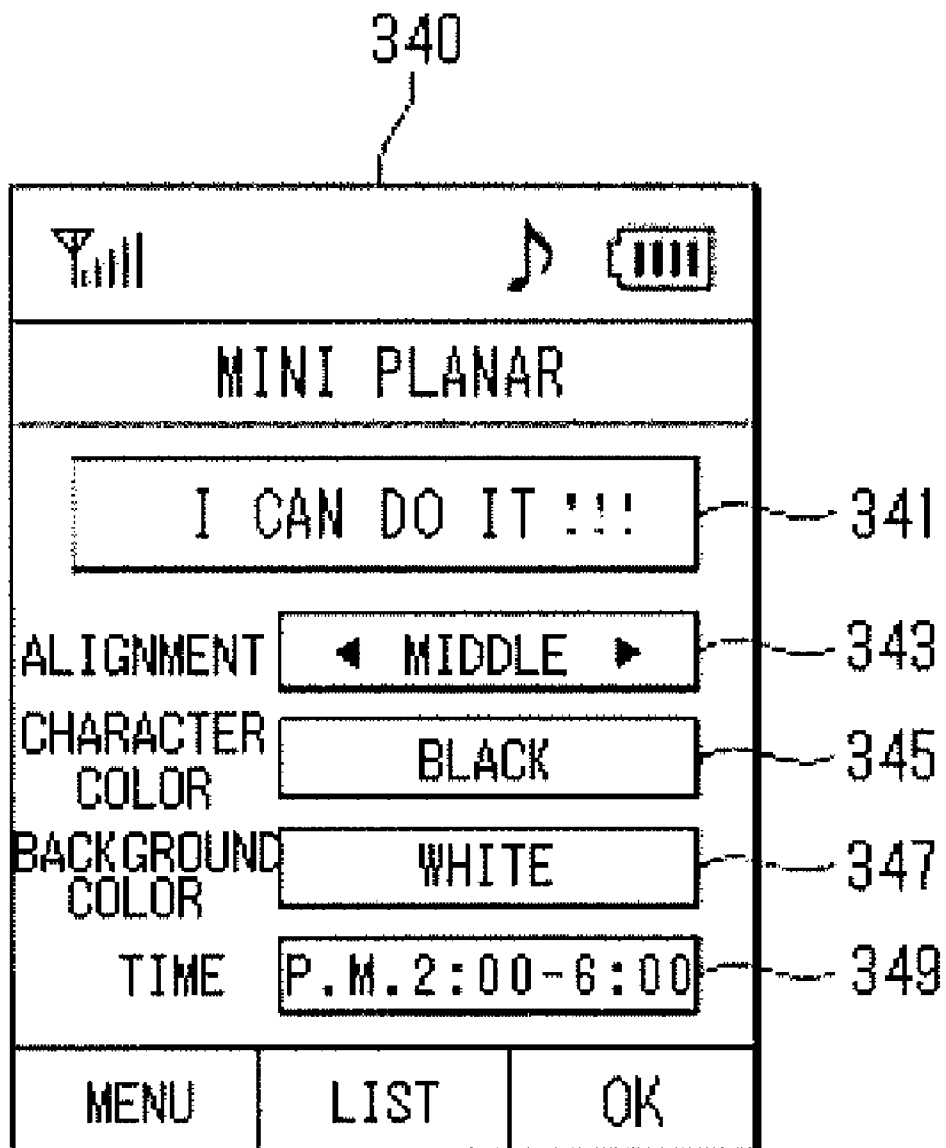 340
MINI PLANAR
I CAN DO IT !!! 341
ALIGNMENT ◄ MIDDLE ► 343
CHARACTER
COLOR BLACK 345
BACKGROUND
COLOR WHITE 347
TIME P.M.2:00-6:00 349
MENU LIST OK